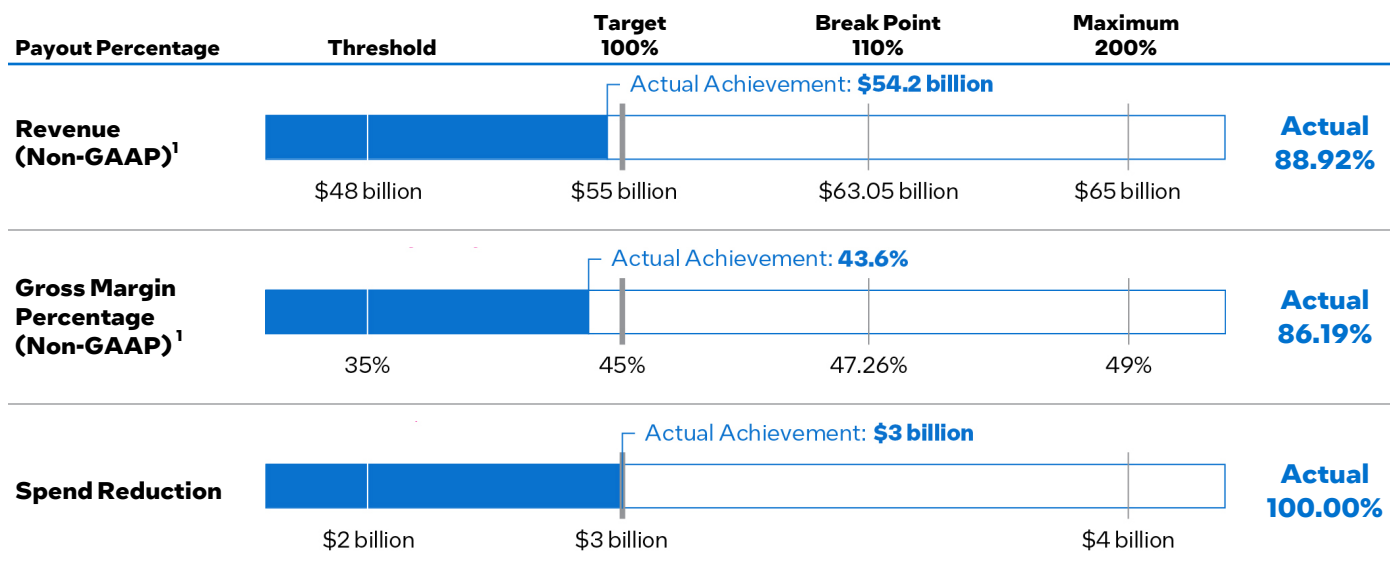 Payout Percentage
Threshold
Target
100%
Break Point
110%
Maximum
200%
Actual Achievement: $54.2 billion
Revenue
(Non-GAAP)1
Actual
88.92%
$48 billion
$55 billion
$63.05 billion
$65 billion
Actual Achievement: 43.6%
Gross Margin
Percentage
(Non-GAAP) 1
Actual
86.19%
35%
45%
47.26%
49%
Actual Achievement: $3 billion
Spend Reduction
Actual
100.00%
$2 billion
$3 billion
$4 billion